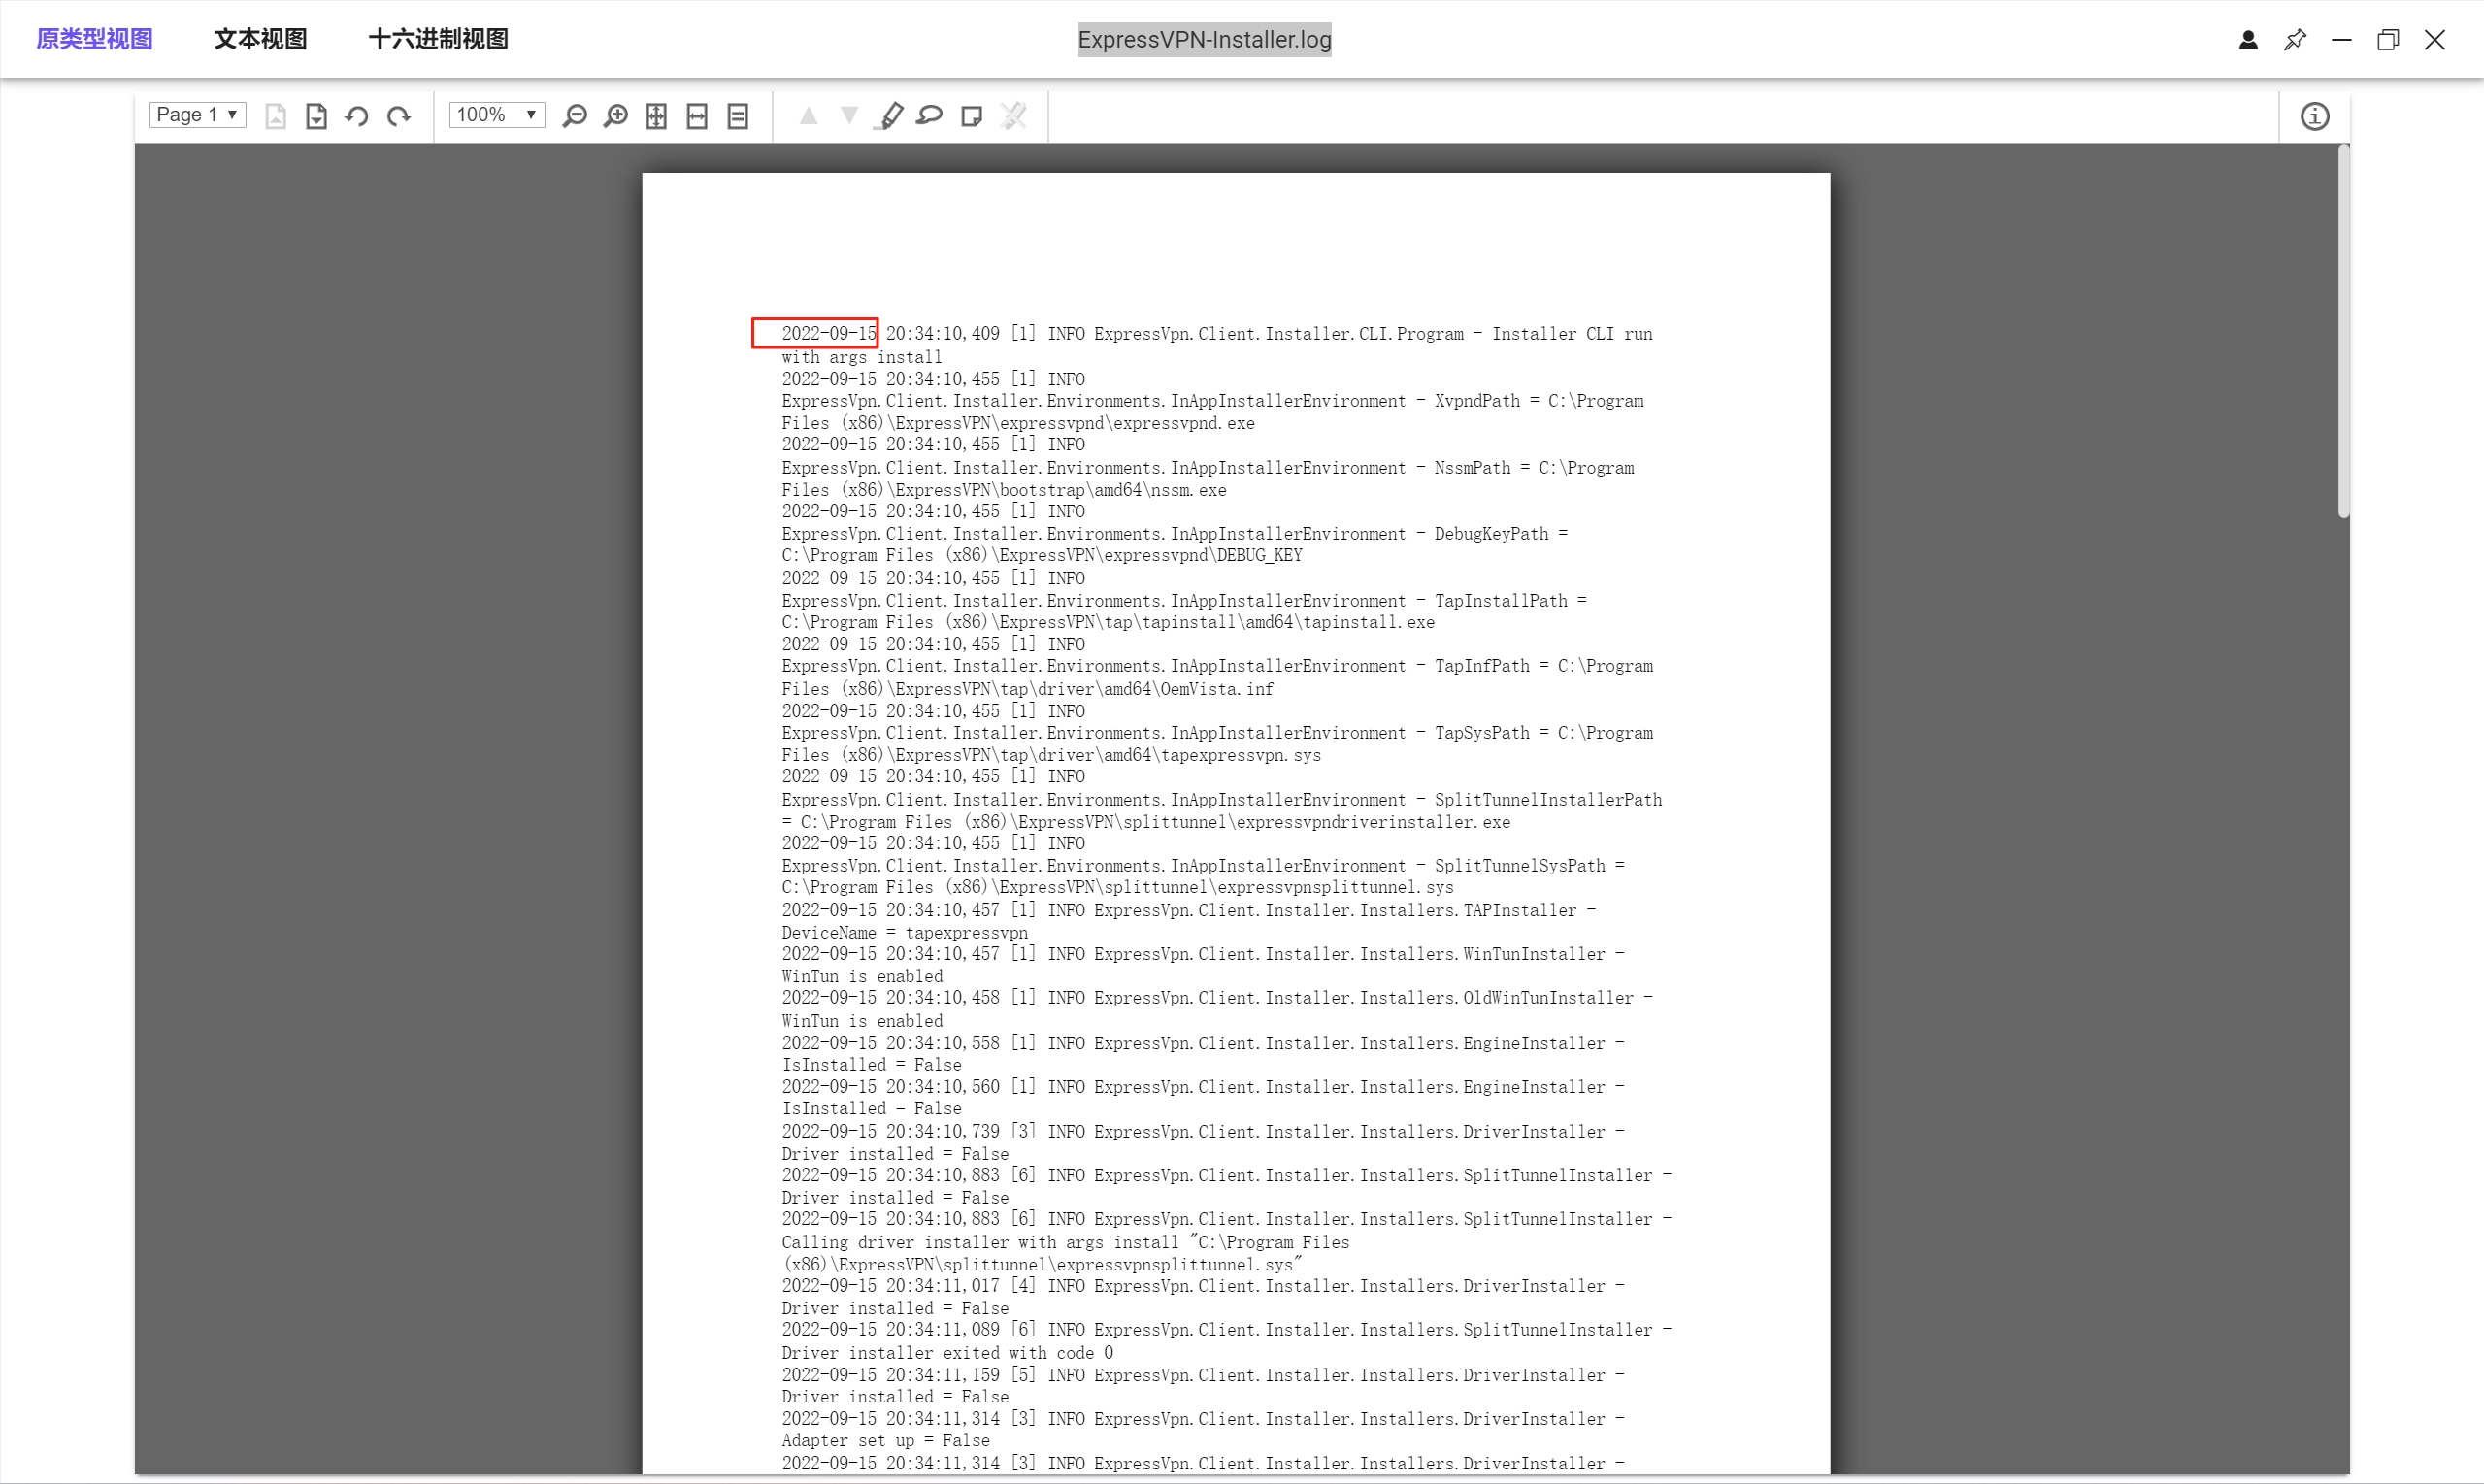 原类型视图 文本视图 十六进制视图 ExpressVPN-Installer.log
Page 1 100%
2022-09-15 20:34:10,409 [1] INFO ExpressVpn.Client.Installer.CLI.Program - Installer CLI run
with args install
2022-09-15 20:34:10,455 [1] INFO
ExpressVpn.Client.Installer.Environments.InAppInstallerEnvironment - XvpndPath = C:\Program
Files (x86)\ExpressVPN\expressvpnd\expressvpnd.exe
2022-09-15 20:34:10,455 [1] INFO
ExpressVpn.Client.Installer.Environments.InAppInstallerEnvironment - NssmPath = C:\Program
Files (x86)\ExpressVPN\bootstrap\amd64\nssm.exe
2022-09-15 20:34:10,455 [1] INFO
ExpressVpn.Client.Installer.Environments.InAppInstallerEnvironment - DebugKeyPath =
C:\Program Files (x86)\ExpressVPN\expressvpnd\DEBUG_KEY
2022-09-15 20:34:10,455 [1] INFO
ExpressVpn.Client.Installer.Environments.InAppInstallerEnvironment - TapInstallPath =
C:\Program Files (x86)\ExpressVPN\tap\tapinstall\amd64\tapinstall.exe
2022-09-15 20:34:10,455 [1] INFO
ExpressVpn.Client.Installer.Environments.InAppInstallerEnvironment - TapInfPath = C:\Program
Files (x86)\ExpressVPN\tap\driver\amd64\OemVista.inf
2022-09-15 20:34:10,455 [1] INFO
ExpressVpn.Client.Installer.Environments.InAppInstallerEnvironment - TapSysPath = C:\Program
Files (x86)\ExpressVPN\tap\driver\amd64\tapexpressvpn.sys
2022-09-15 20:34:10,455 [1] INFO
ExpressVpn.Client.Installer.Environments.InAppInstallerEnvironment - SplitTunnelInstallerPath
= C:\Program Files (x86)\ExpressVPN\splittunnel\expressvpndriverinstaller.exe
2022-09-15 20:34:10,455 [1] INFO
ExpressVpn.Client.Installer.Environments.InAppInstallerEnvironment - SplitTunnelSysPath =
C:\Program Files (x86)\ExpressVPN\splittunnel\expressvpnsplittunnel.sys
2022-09-15 20:34:10,457 [1] INFO ExpressVpn.Client.Installer.Installers.TAPInstaller -
DeviceName = tapexpressvpn
2022-09-15 20:34:10,457 [1] INFO ExpressVpn.Client.Installer.Installers.WinTunInstaller -
WinTun is enabled
2022-09-15 20:34:10,458 [1] INFO ExpressVpn.Client.Installer.Installers.OldWinTunInstaller -
WinTun is enabled
2022-09-15 20:34:10,558 [1] INFO ExpressVpn.Client.Installer.Installers.EngineInstaller -
IsInstalled = False
2022-09-15 20:34:10,560 [1] INFO ExpressVpn.Client.Installer.Installers.EngineInstaller -
IsInstalled = False
2022-09-15 20:34:10,739 [3] INFO ExpressVpn.Client.Installer.Installers.DriverInstaller -
Driver installed = False
2022-09-15 20:34:10,883 [6] INFO ExpressVpn.Client.Installer.Installers.SplitTunnelInstaller -
Driver installed = False
2022-09-15 20:34:10,883 [6] INFO ExpressVpn.Client.Installer.Installers.SplitTunnelInstaller -
Calling driver installer with args install "C:\Program Files
(x86)\ExpressVPN\splittunnel\expressvpnsplittunnel.sys"
2022-09-15 20:34:11,017 [4] INFO ExpressVpn.Client.Installer.Installers.DriverInstaller -
Driver installed = False
2022-09-15 20:34:11,089 [6] INFO ExpressVpn.Client.Installer.Installers.SplitTunnelInstaller -
Driver installer exited with code 0
2022-09-15 20:34:11,159 [5] INFO ExpressVpn.Client.Installer.Installers.DriverInstaller -
Driver installed = False
2022-09-15 20:34:11,314 [3] INFO ExpressVpn.Client.Installer.Installers.DriverInstaller -
Adapter set up = False
2022-09-15 20:34:11,314 [3] INFO ExpressVpn.Client.Installer.Installers.DriverInstaller -